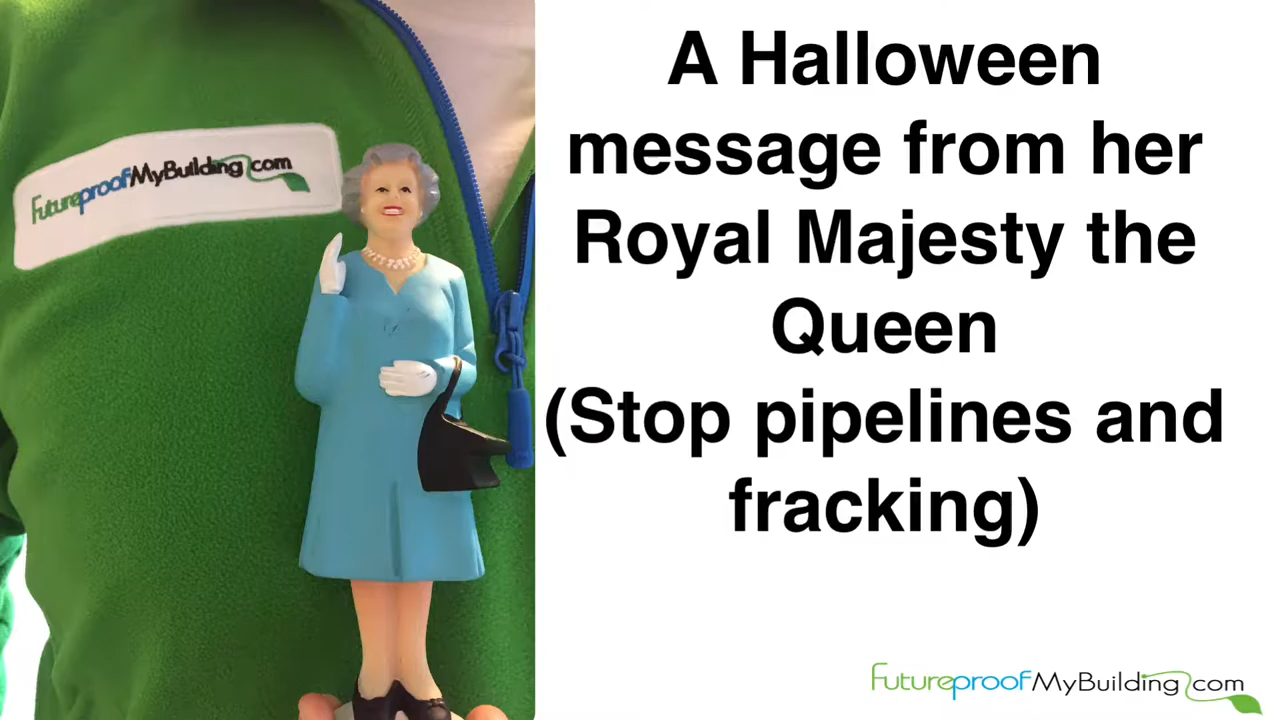 FutureproofMyBuilding.com
A Halloween
message from her
Royal Majesty the
Queen
(Stop pipelines and
fracking)
FutureproofMyBuilding.com